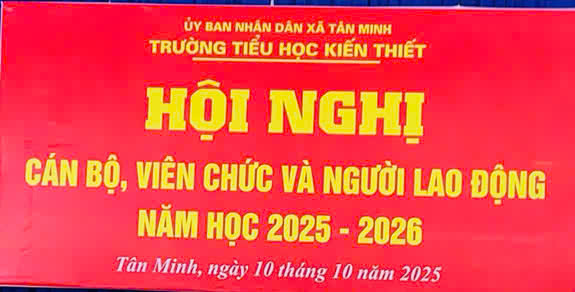 ỦY BAN NHÂN DÂN XÃ TÂN MINH
TRƯỜNG TIỂU HỌC KIẾN THIẾT
HỘI NGHỊ
CÁN BỘ, VIÊN CHỨC VÀ NGƯỜI LAO ĐỘNG
NĂM HỌC 2025 - 2026
Tân Minh, ngày 10 tháng 10 năm 2025